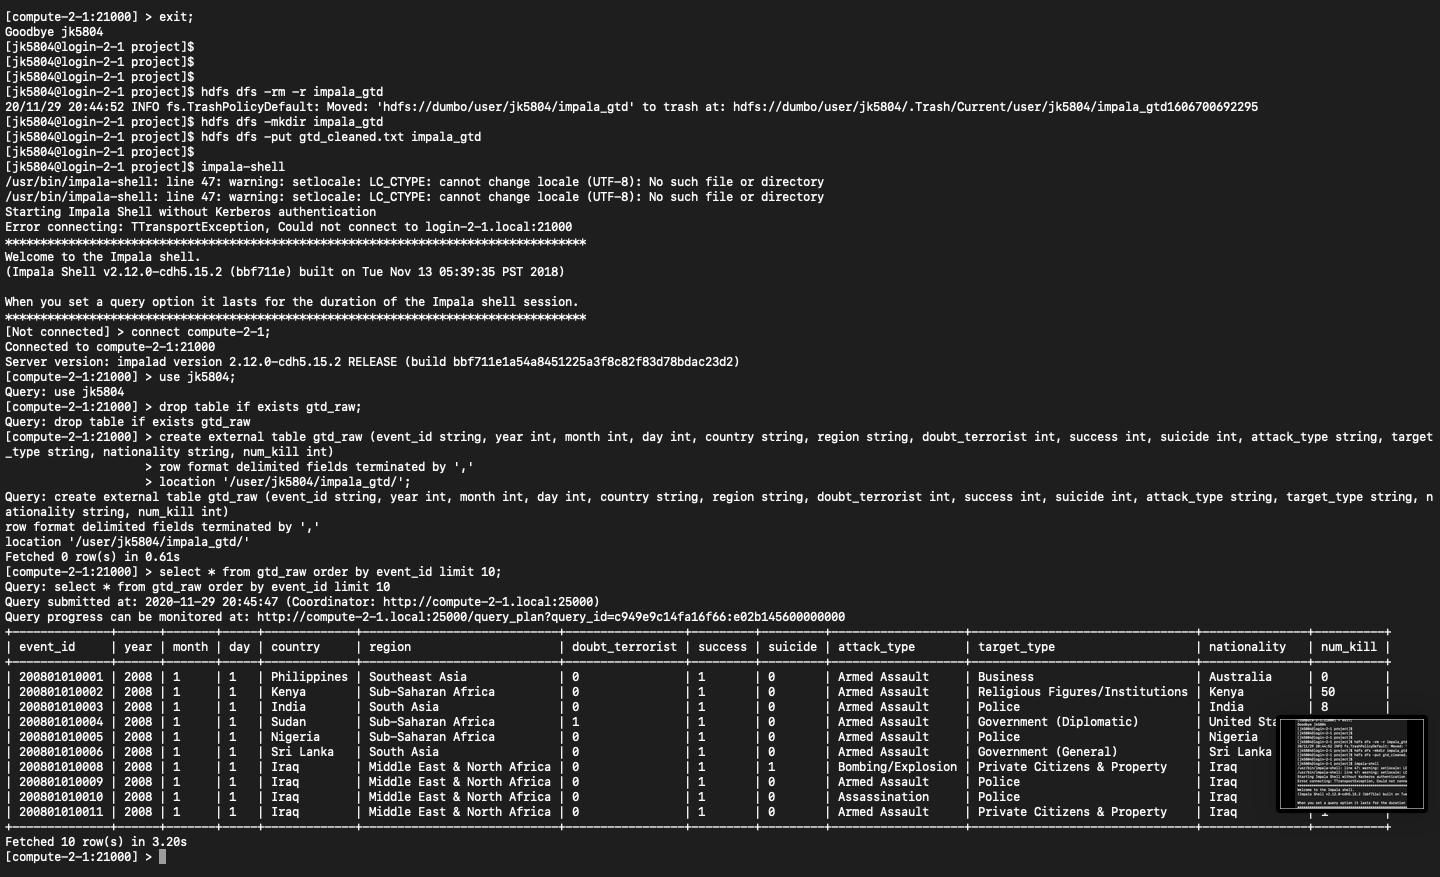 [compute-2-1:21000] > exit;
Goodbye jk5804
[jk5804@login-2-1 project]$
[jk5804@login-2-1 project]$
[jk5804@login-2-1 project]$
[jk5804@login-2-1 project]$ hdfs dfs -rm -r impala_gtd
20/11/29 20:44:52 INFO fs.TrashPolicyDefault: Moved: 'hdfs://dumbo/user/jk5804/impala_gtd' to trash at: hdfs://dumbo/user/jk5804/.Trash/Current/user/jk5804/impala_gtd1606700692295
[jk5804@login-2-1 project]$ hdfs dfs -mkdir impala_gtd
[jk5804@login-2-1 project]$ hdfs dfs -put gtd_cleaned.txt impala_gtd
[jk5804@login-2-1 project]$
[jk5804@login-2-1 project]$ impala-shell
/usr/bin/impala-shell: line 47: warning: setlocale: LC_CTYPE: cannot change locale (UTF-8): No such file or directory
/usr/bin/impala-shell: line 47: warning: setlocale: LC_CTYPE: cannot change locale (UTF-8): No such file or directory
Starting Impala Shell without Kerberos authentication
Error connecting: TTransportException, Could not connect to login-2-1.local:21000
***********************************************************************************
Welcome to the Impala shell.
(Impala Shell v2.12.0-cdh5.15.2 (bbf711e) built on Tue Nov 13 05:39:35 PST 2018)
When you set a query option it lasts for the duration of the Impala shell session.
***********************************************************************************
[Not connected] > connect compute-2-1;
Connected to compute-2-1:21000
Server version: impalad version 2.12.0-cdh5.15.2 RELEASE (build bbf711e1a54a8451225a3f8c82f83d78bdac23d2)
[compute-2-1:21000] > use jk5804;
Query: use jk5804
[compute-2-1:21000] > drop table if exists gtd_raw;
Query: drop table if exists gtd_raw
[compute-2-1:21000] > create external table gtd_raw (event_id string, year int, month int, day int, country string, region string, doubt_terrorist int, success int, suicide int, attack_type string, target
_type string, nationality string, num_kill int)
> row format delimited fields terminated by ','
> location '/user/jk5804/impala_gtd/';
Query: create external table gtd_raw (event_id string, year int, month int, day int, country string, region string, doubt_terrorist int, success int, suicide int, attack_type string, target_type string, n
ationality string, num_kill int)
row format delimited fields terminated by ','
location '/user/jk5804/impala_gtd/'
Fetched 0 row(s) in 0.61s
[compute-2-1:21000] > select * from gtd_raw order by event_id limit 10;
Query: select * from gtd_raw order by event_id limit 10
Query submitted at: 2020-11-29 20:45:47 (Coordinator: http://compute-2-1.local:25000)
Query progress can be monitored at: http://compute-2-1.local:25000/query_plan?query_id=c949e9c14fa16f66:e02b145600000000
| event_id | year | month | day | country | region | doubt_terrorist | success | suicide | attack_type | target_type | nationality | num_kill |
| 200801010001 | 2008 | 1 | 1 | Philippines | Southeast Asia | 0 | 1 | 0 | Armed Assault | Business | Australia | 0 |
| 200801010002 | 2008 | 1 | 1 | Kenya | Sub-Saharan Africa | 0 | 1 | 0 | Armed Assault | Religious Figures/Institutions | Kenya | 50 |
| 200801010003 | 2008 | 1 | 1 | India | South Asia | 0 | 1 | 0 | Armed Assault | Police | India | 8 |
| 200801010004 | 2008 | 1 | 1 | Sudan | Sub-Saharan Africa | 1 | 1 | 0 | Armed Assault | Government (Diplomatic) | United
| 200801010005 | 2008 | 1 | 1 | Nigeria | Sub-Saharan Africa | 0 | 1 | 0 | Armed Assault | Police | Nigeria
| 200801010006 | 2008 | 1 | 1 | Sri Lanka | South Asia | 0 | 1 | 0 | Armed Assault | Government (General) | Sri Lanka
| 200801010008 | 2008 | 1 | 1 | Iraq | Middle East & North Africa | 0 | 1 | 1 | Bombing/Explosion | Private Citizens & Property | Iraq
| 200801010009 | 2008 | 1 | 1 | Iraq | Middle East & North Africa | 0 | 1 | 0 | Armed Assault | Police | Iraq
| 200801010010 | 2008 | 1 | 1 | Iraq | Middle East & North Africa | 0 | 1 | 0 | Assassination | Police | Iraq
| 200801010011 | 2008 | 1 | 1 | Iraq | Middle East & North Africa | 0 | 1 | 0 | Armed Assault | Private Citizens & Property | Iraq
Fetched 10 row(s) in 3.20s
[compute-2-1:21000] >